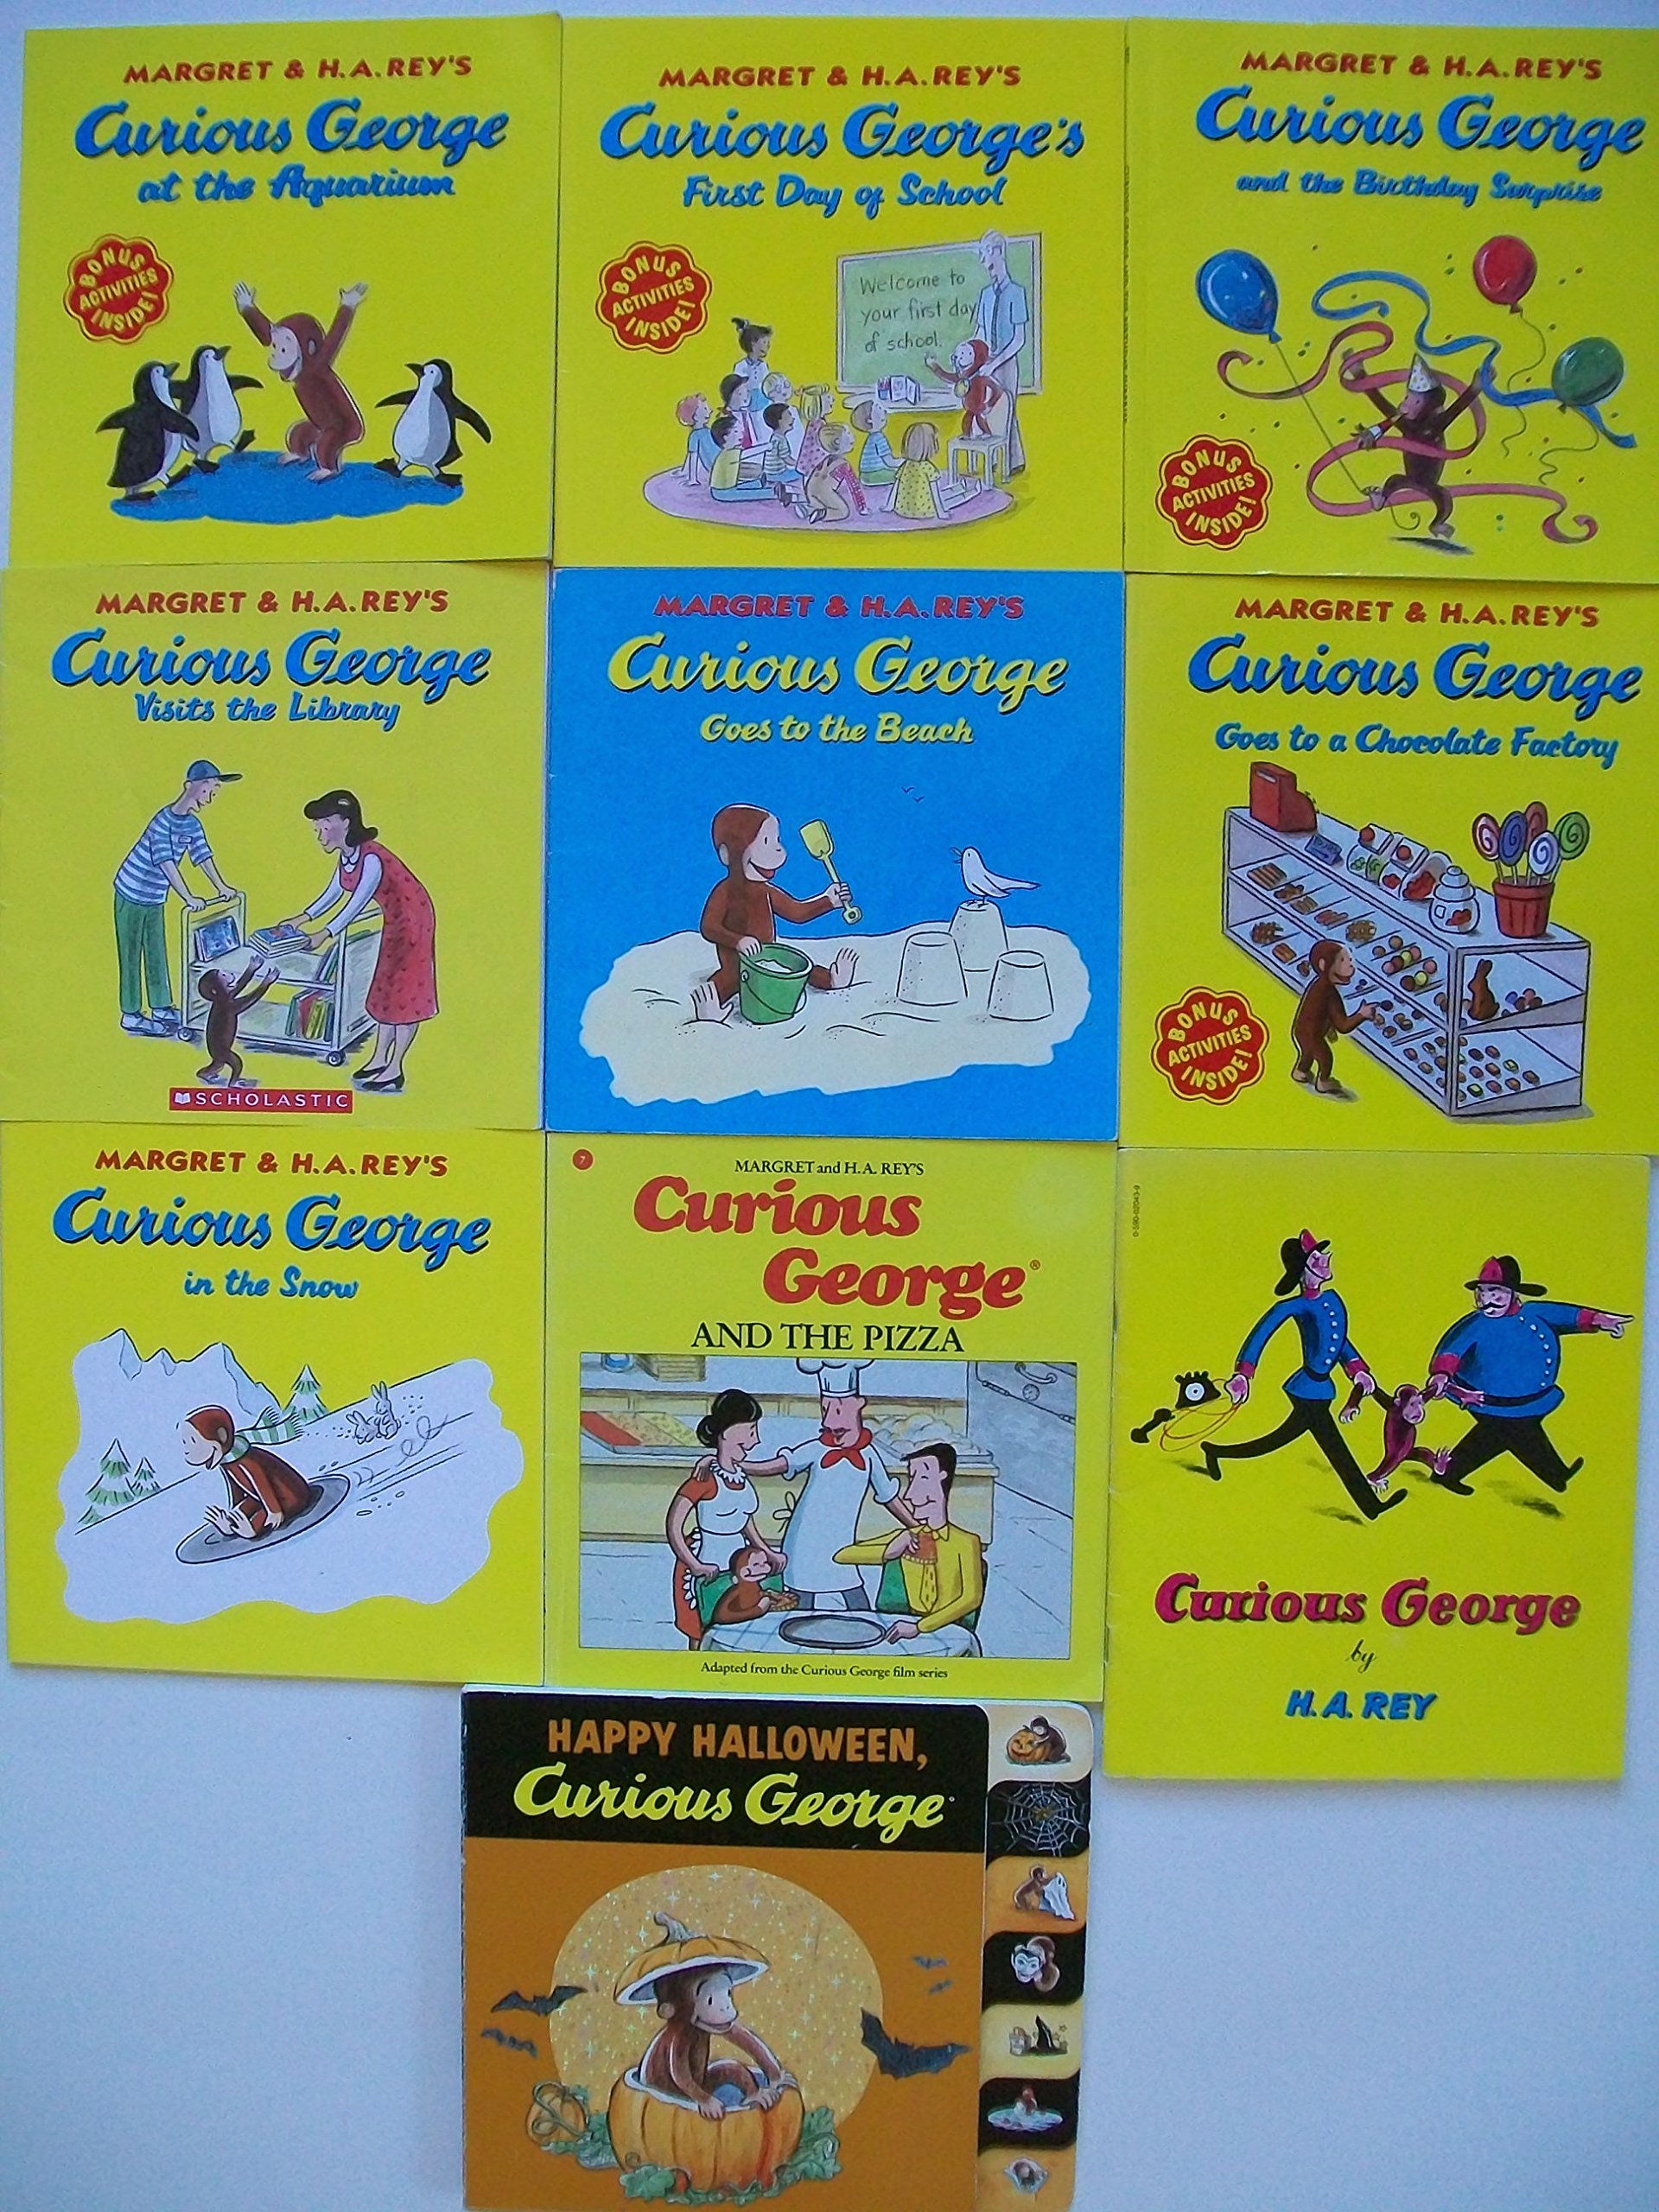 MARGRET & H.A. REY'S
Curious George
at the Aquarium
BONUS
ACTIVITIES
INSIDE!
MARGRET & H.A. REY'S
Curious George's
First Day of School
BONUS
ACTIVITIES
INSIDE!
Welcome to
your first day
of school.
MARGRET & H.A. REY'S
Curious George
and the Birthday Surprise
BONUS
ACTIVITIES
INSIDE!
MARGRET & H.A. REY'S
Curious George
Visits the Library
SCHOLASTIC
MARGRET & H.A. REY'S
Curious George
Goes to the Beach
MARGRET & H.A. REY'S
Curious George
Goes to a Chocolate Factory
BONUS
ACTIVITIES
INSIDE!
MARGRET & H.A. REY'S
Curious George
in the Snow
7
MARGRET and H.A. REY'S
Curious
George®
AND THE PIZZA
Adapted from the Curious George film series
0-590-02043-9
Curious George
by
H. A. REY
HAPPY HALLOWEEN,
Curious George